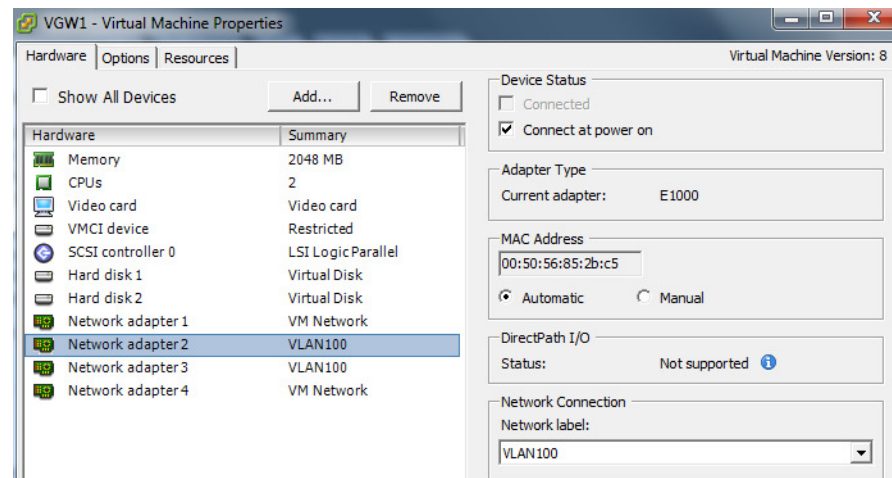 VGW1 - Virtual Machine Properties
Hardware Options Resources
Virtual Machine Version: 8
Show All Devices Add... Remove
Hardware Summary
Memory 2048 MB
CPUs 2
Video card Video card
VMCI device Restricted
SCSI controller 0 LSI Logic Parallel
Hard disk 1 Virtual Disk
Hard disk 2 Virtual Disk
Network adapter 1 VM Network
Network adapter 2 VLAN100
Network adapter 3 VLAN100
Network adapter 4 VM Network
Device Status
Connected
Connect at power on
Adapter Type
Current adapter: E1000
MAC Address
00:50:56:85:2b:c5
Automatic Manual
DirectPath I/O
Status: Not supported
Network Connection
Network label:
VLAN100